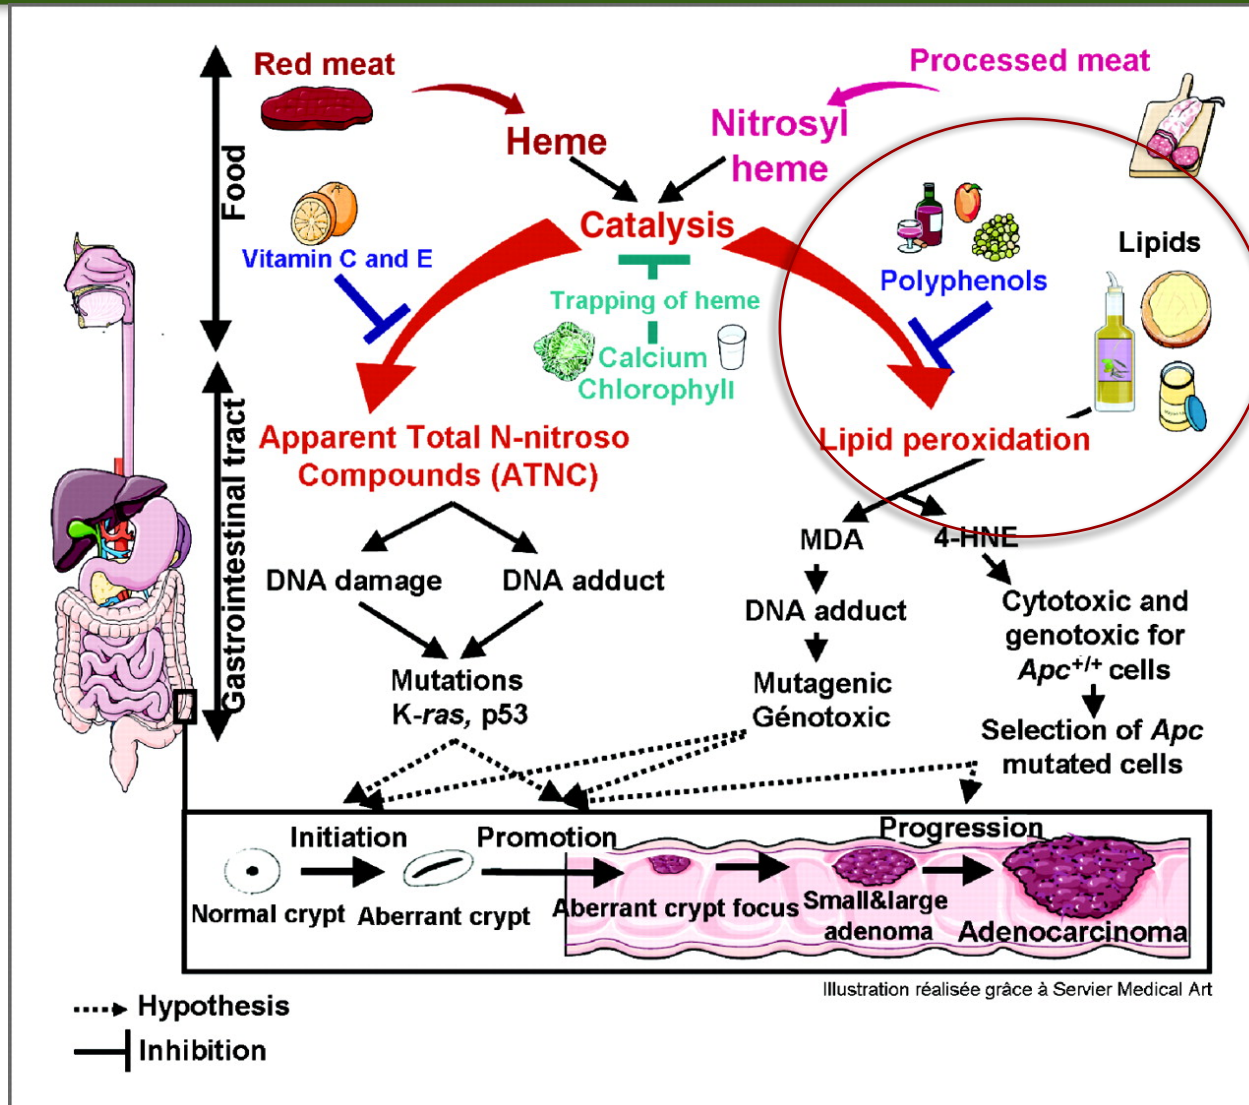 Red meat
Processed meat
Heme
Nitrosyl
heme
Food
Catalysis
Vitamin C and E
Polyphenols
Lipids
Trapping of heme
Calcium
Chlorophyll
Gastrointestinal tract
Apparent Total N-nitroso
Compounds (ATNC)
Lipid peroxidation
DNA damage
DNA adduct
MDA
4-HNE
DNA adduct
Cytotoxic and
genotoxic for
Apc+/+ cells
Mutations
K-ras, p53
Mutagenic
Génotoxic
Selection of Apc
mutated cells
Initiation
Promotion
Progression
Normal crypt
Aberrant crypt
Aberrant crypt focus
Small&large
adenoma
Adenocarcinoma
Illustration réalisée grâce à Servier Medical Art
Hypothesis
Inhibition